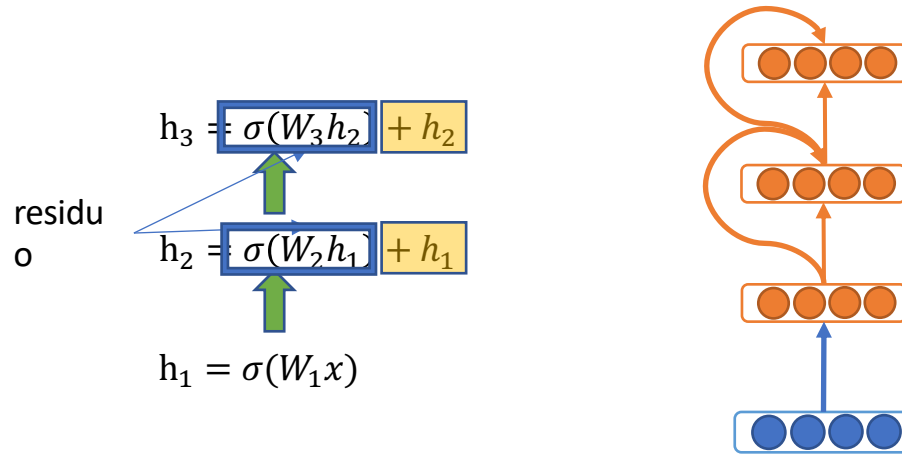 h₃ = σ(W₃h₂) + h₂
residu
o
h₂ = σ(W₂h₁) + h₁
h₁ = σ(W₁x)